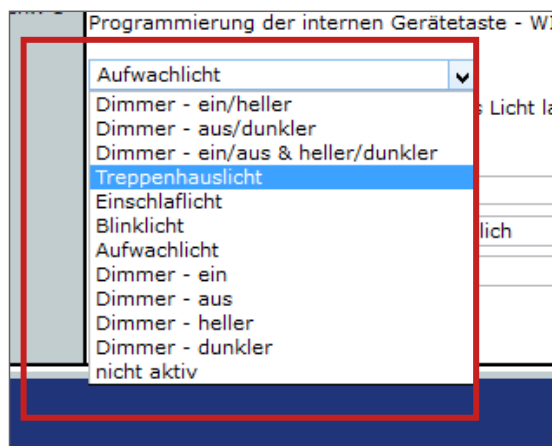 Programmierung der internen Gerätetaste - WI
Aufwachlicht
Dimmer - ein/heller
Licht la
Dimmer - aus/dunkler
Dimmer - ein/aus & heller/dunkler
Treppenhauslicht
Einschlaflicht
Blinklicht
lich
Aufwachlicht
Dimmer - ein
Dimmer - aus
Dimmer - heller
Dimmer - dunkler
nicht aktiv